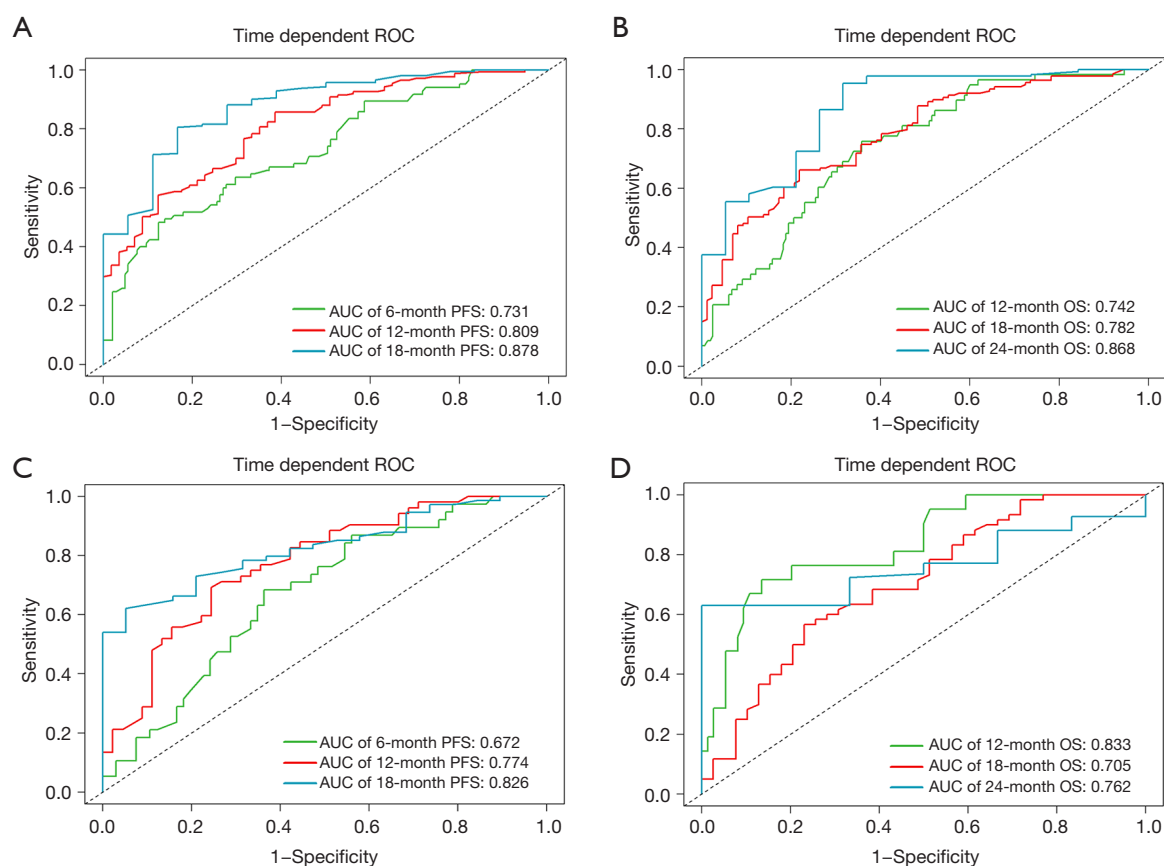 A
Time dependent ROC
1.0
0.8
0.6
0.4
0.2
0.0
Sensitivity
AUC of 6-month PFS: 0.731
AUC of 12-month PFS: 0.809
AUC of 18-month PFS: 0.878
0.0 0.2 0.4 0.6 0.8 1.0
1–Specificity
B
Time dependent ROC
1.0
0.8
0.6
0.4
0.2
0.0
Sensitivity
AUC of 12-month OS: 0.742
AUC of 18-month OS: 0.782
AUC of 24-month OS: 0.868
0.0 0.2 0.4 0.6 0.8 1.0
1–Specificity
C
Time dependent ROC
1.0
0.8
0.6
0.4
0.2
0.0
Sensitivity
AUC of 6-month PFS: 0.672
AUC of 12-month PFS: 0.774
AUC of 18-month PFS: 0.826
0.0 0.2 0.4 0.6 0.8 1.0
1–Specificity
D
Time dependent ROC
1.0
0.8
0.6
0.4
0.2
0.0
Sensitivity
AUC of 12-month OS: 0.833
AUC of 18-month OS: 0.705
AUC of 24-month OS: 0.762
0.0 0.2 0.4 0.6 0.8 1.0
1–Specificity